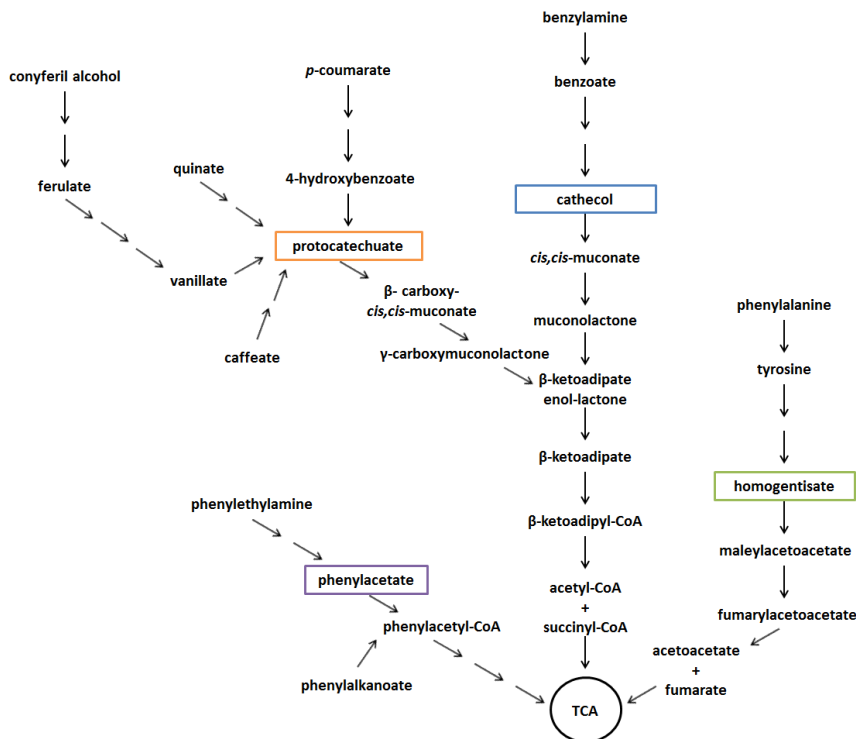 benzylamine
conyferil alcohol
p-coumarate
benzoate
quinate
ferulate
4-hydroxybenzoate
cathecol
protocatechuate
cis,cis-muconate
vanillate
β- carboxy-
cis,cis-muconate
caffeate
muconolactone
phenylalanine
γ-carboxymuconolactone
β-ketoadipate
enol-lactone
tyrosine
β-ketoadipate
homogentisate
phenylethylamine
β-ketoadipyl-CoA
maleylacetoacetate
phenylacetate
acetyl-CoA
+
succinyl-CoA
phenylacetyl-CoA
fumarylacetoacetate
acetoacetate
+
fumarate
phenylalkanoate
TCA